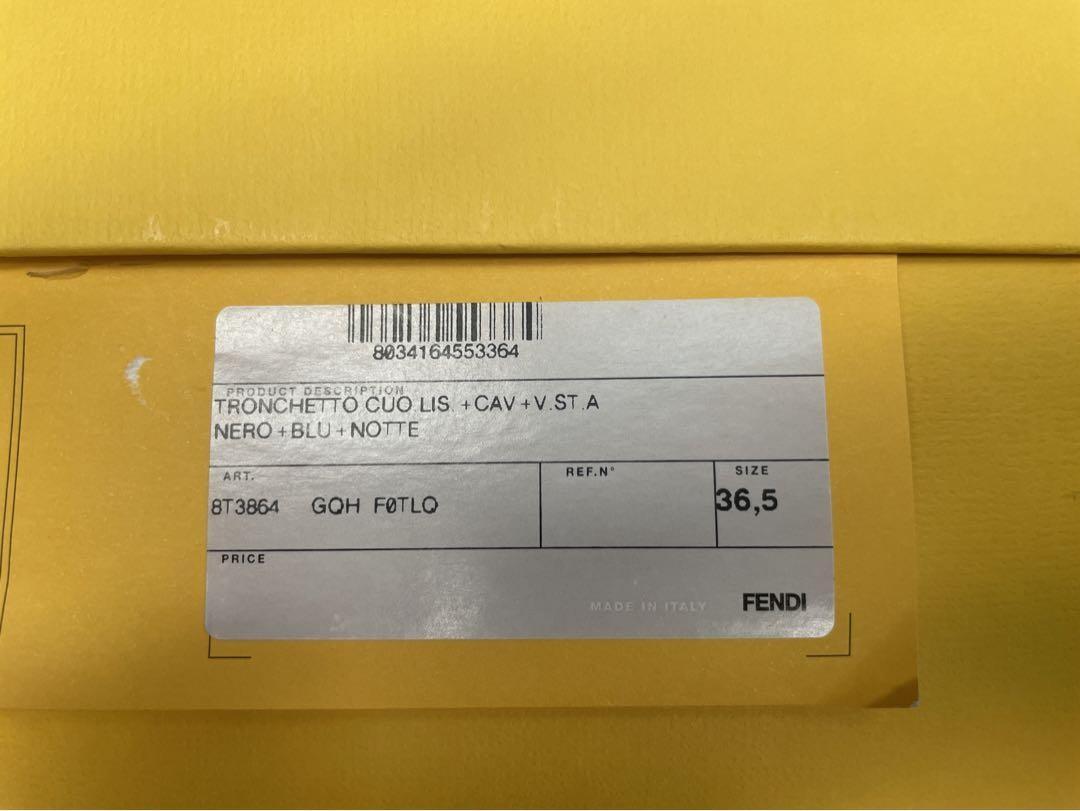 8034164553364
PRODUCT DESCRIPTION
TRONCHETTO CUO LIS.+CAV+V.ST.A
NERO+BLU+NOTTE
ART.
REF.N°
SIZE
8T3864 GQH F0TLQ
36,5
PRICE
MADE IN ITALY FENDI